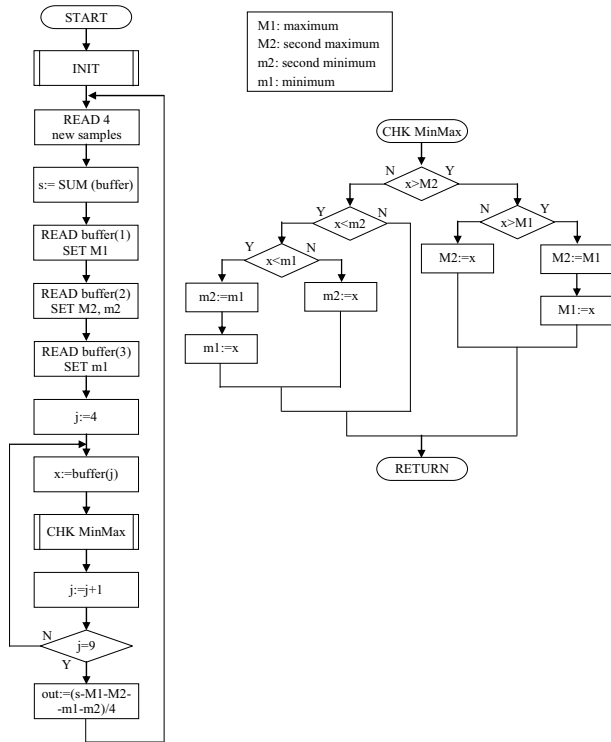 START
INIT
READ 4
new samples
s:= SUM (buffer)
READ buffer(1)
SET M1
READ buffer(2)
SET M2, m2
READ buffer(3)
SET m1
j:=4
x:=buffer(j)
CHK MinMax
j:=j+1
N
j=9
Y
out:=(s-M1-M2-
-m1-m2)/4
M1: maximum
M2: second maximum
m2: second minimum
m1: minimum
CHK MinMax
N
Y
x>M2
Y
N
x<m2
N
Y
x>M1
Y
N
x<m1
M2:=x
M2:=M1
m2:=m1
m2:=x
M1:=x
m1:=x
RETURN